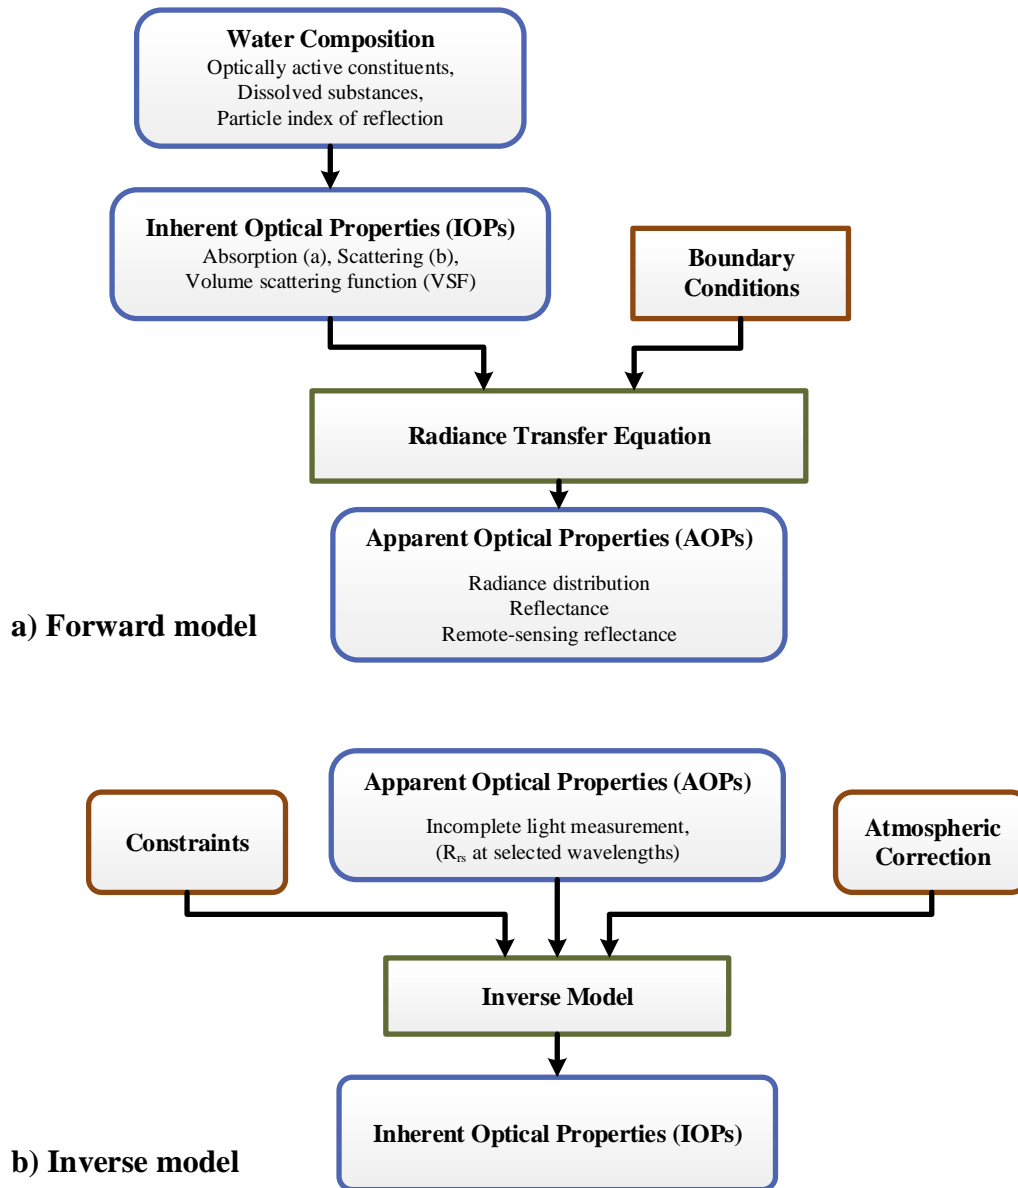 Water Composition
Optically active constituents,
Dissolved substances,
Particle index of reflection
Inherent Optical Properties (IOPs)
Absorption (a), Scattering (b),
Volume scattering function (VSF)
Boundary
Conditions
Radiance Transfer Equation
Apparent Optical Properties (AOPs)
Radiance distribution
Reflectance
Remote-sensing reflectance
a) Forward model
Apparent Optical Properties (AOPs)
Incomplete light measurement,
(Rrs at selected wavelengths)
Constraints
Atmospheric
Correction
Inverse Model
Inherent Optical Properties (IOPs)
b) Inverse model